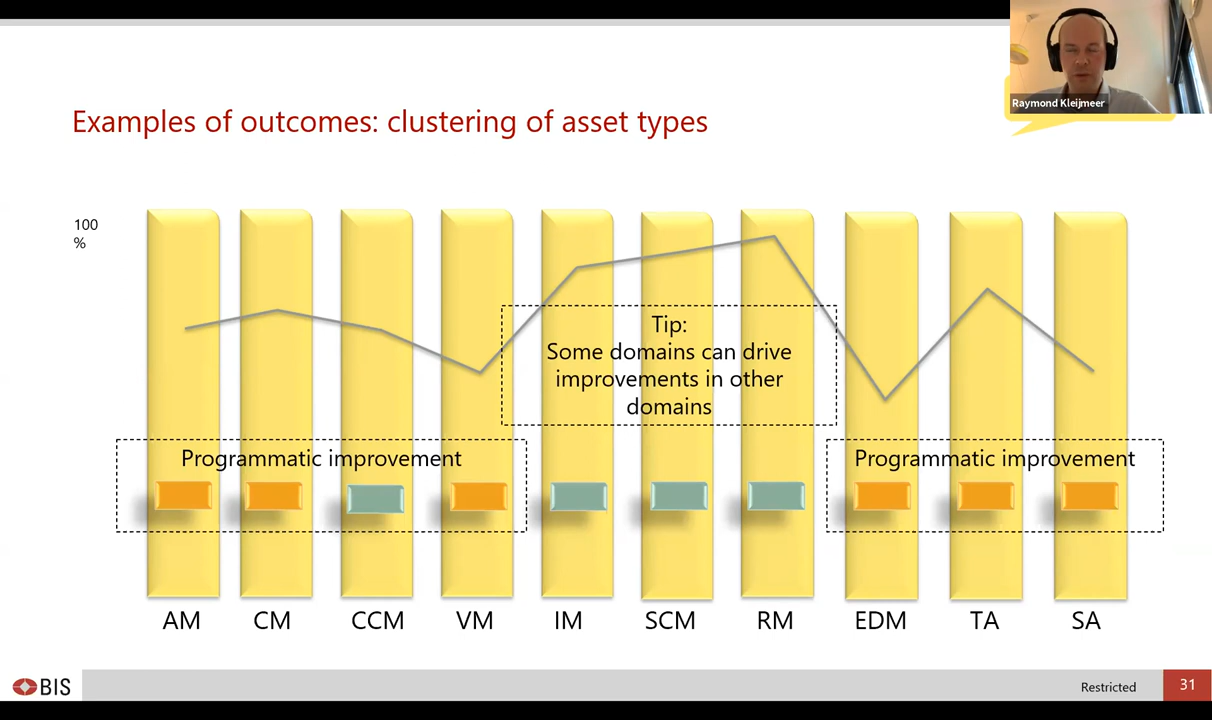 Raymond Kleijmeer
Examples of outcomes: clustering of asset types
100
%
Tip:
Some domains can drive
improvements in other
domains
Programmatic improvement
Programmatic improvement
AM CM CCM VM IM SCM RM EDM TA SA
BIS
Restricted
31